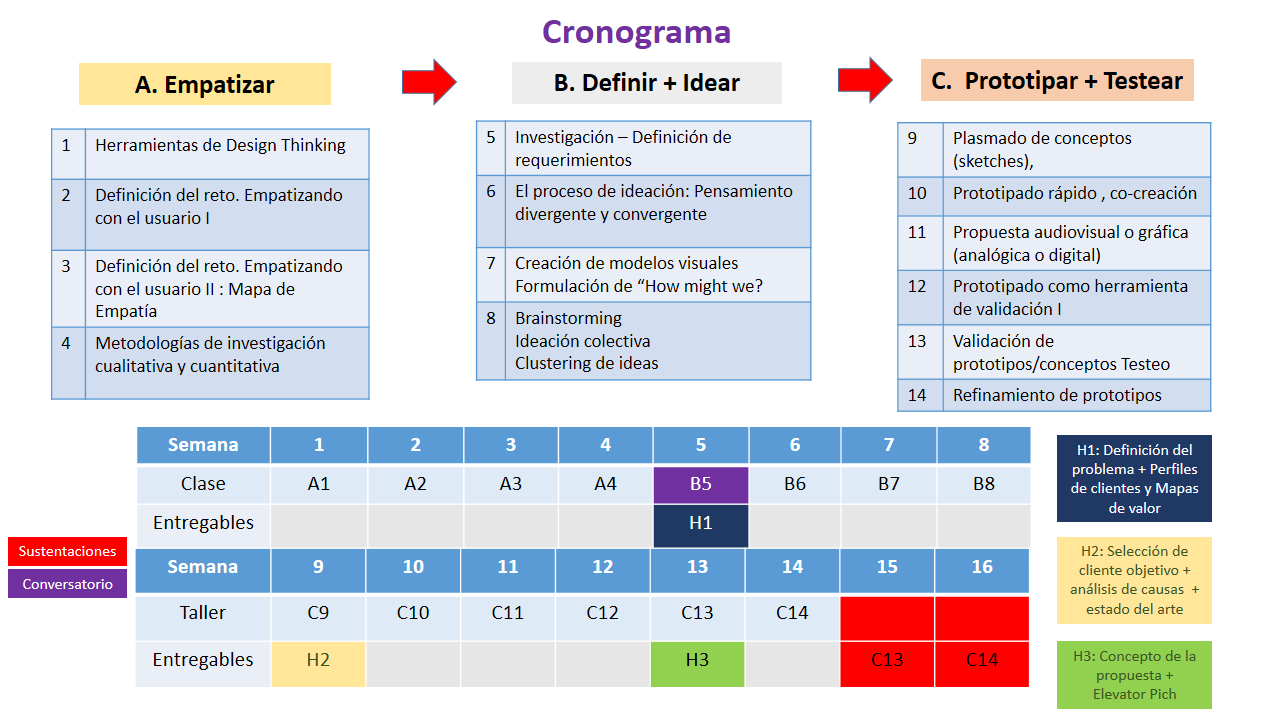 Cronograma
A. Empatizar
B. Definir + Idear
C. Prototipar + Testear
1 Herramientas de Design Thinking
2 Definición del reto. Empatizando
con el usuario I
3 Definición del reto. Empatizando
con el usuario II : Mapa de
Empatía
4 Metodologías de investigación
cualitativa y cuantitativa
5 Investigación – Definición de
requerimientos
6 El proceso de ideación: Pensamiento
divergente y convergente
7 Creación de modelos visuales
Formulación de “How might we?
8 Brainstorming
Ideación colectiva
Clustering de ideas
9 Plasmado de conceptos
(sketches),
10 Prototipado rápido , co-creación
11 Propuesta audiovisual o gráfica
(analógica o digital)
12 Prototipado como herramienta
de validación I
13 Validación de
prototipos/conceptos Testeo
14 Refinamiento de prototipos
Semana 1 2 3 4 5 6 7 8
Clase A1 A2 A3 A4 B5 B6 B7 B8
Entregables H1
Semana 9 10 11 12 13 14 15 16
Taller C9 C10 C11 C12 C13 C14
Entregables H2 H3 C13 C14
Sustentaciones
Conversatorio
H1: Definición del
problema + Perfiles
de clientes y Mapas
de valor
H2: Selección de
cliente objetivo +
análisis de causas +
estado del arte
H3: Concepto de la
propuesta +
Elevator Pich